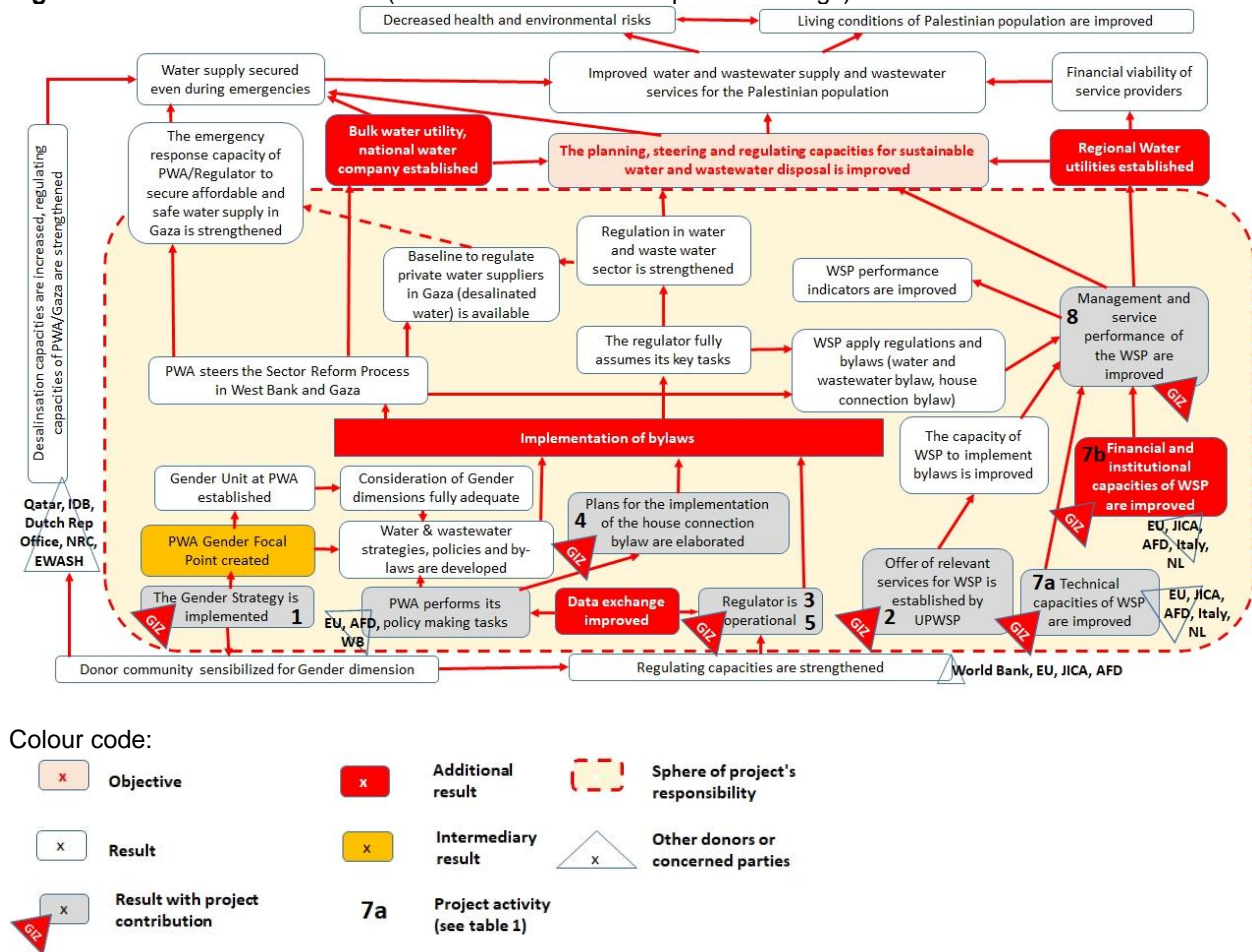 Decreased health and environmental risks
Living conditions of Palestinian population are improved
Water supply secured
even during emergencies
Improved water and wastewater supply and wastewater
services for the Palestinian population
Financial viability of
service providers
Desalinisation capacities are increased, regulating
capacities of PWA/Gaza are strengthened
The emergency
response capacity of
PWA/Regulator to
secure affordable and
safe water supply in
Gaza is strengthened
Bulk water utility,
national water
company established
The planning, steering and regulating capacities for sustainable
water and wastewater disposal is improved
Regional Water
utilities established
Baseline to regulate
private water suppliers
in Gaza (desalinated
water) is available
Regulation in water
and waste water
sector is strengthened
WSP performance
indicators are improved
8
Management and
service
performance of
the WSP are
improved
GIZ
PWA steers the Sector Reform Process
in West Bank and Gaza
The regulator fully
assumes its key tasks
WSP apply regulations and
bylaws (water and
wastewater bylaw, house
connection bylaw)
Implementation of bylaws
The capacity of
WSP to implement
bylaws is improved
7b
Financial and
institutional
capacities of WSP
are improved
GIZ
EU, JICA,
AFD, Italy,
NL
Gender Unit at PWA
established
Consideration of Gender
dimensions fully adequate
4
Plans for the implementation
of the house connection
bylaw are elaborated
GIZ
Qatar, IDB,
Dutch Rep
Office, NRC,
EWASH
PWA Gender Focal
Point created
Water & wastewater
strategies, policies and by-
laws are developed
The Gender Strategy is
implemented
1
GIZ
EU, AFD,
WB
PWA performs its
policy making tasks
Data exchange
improved
Regulator is
operational
3
5
GIZ
Offer of relevant
services for WSP is
established by
UPWSP
2
GIZ
7a Technical
capacities of WSP
are improved
GIZ
EU, JICA,
AFD, Italy,
NL
Donor community sensibilized for Gender dimension
Regulating capacities are strengthened
World Bank, EU, JICA, AFD
Colour code:
x
Objective
x
Additional
result
x
Sphere of project's
responsibility
x
Result
x
Intermediary
result
x
Other donors or
concerned parties
x
GIZ
Result with project
contribution
7a
Project activity
(see table 1)